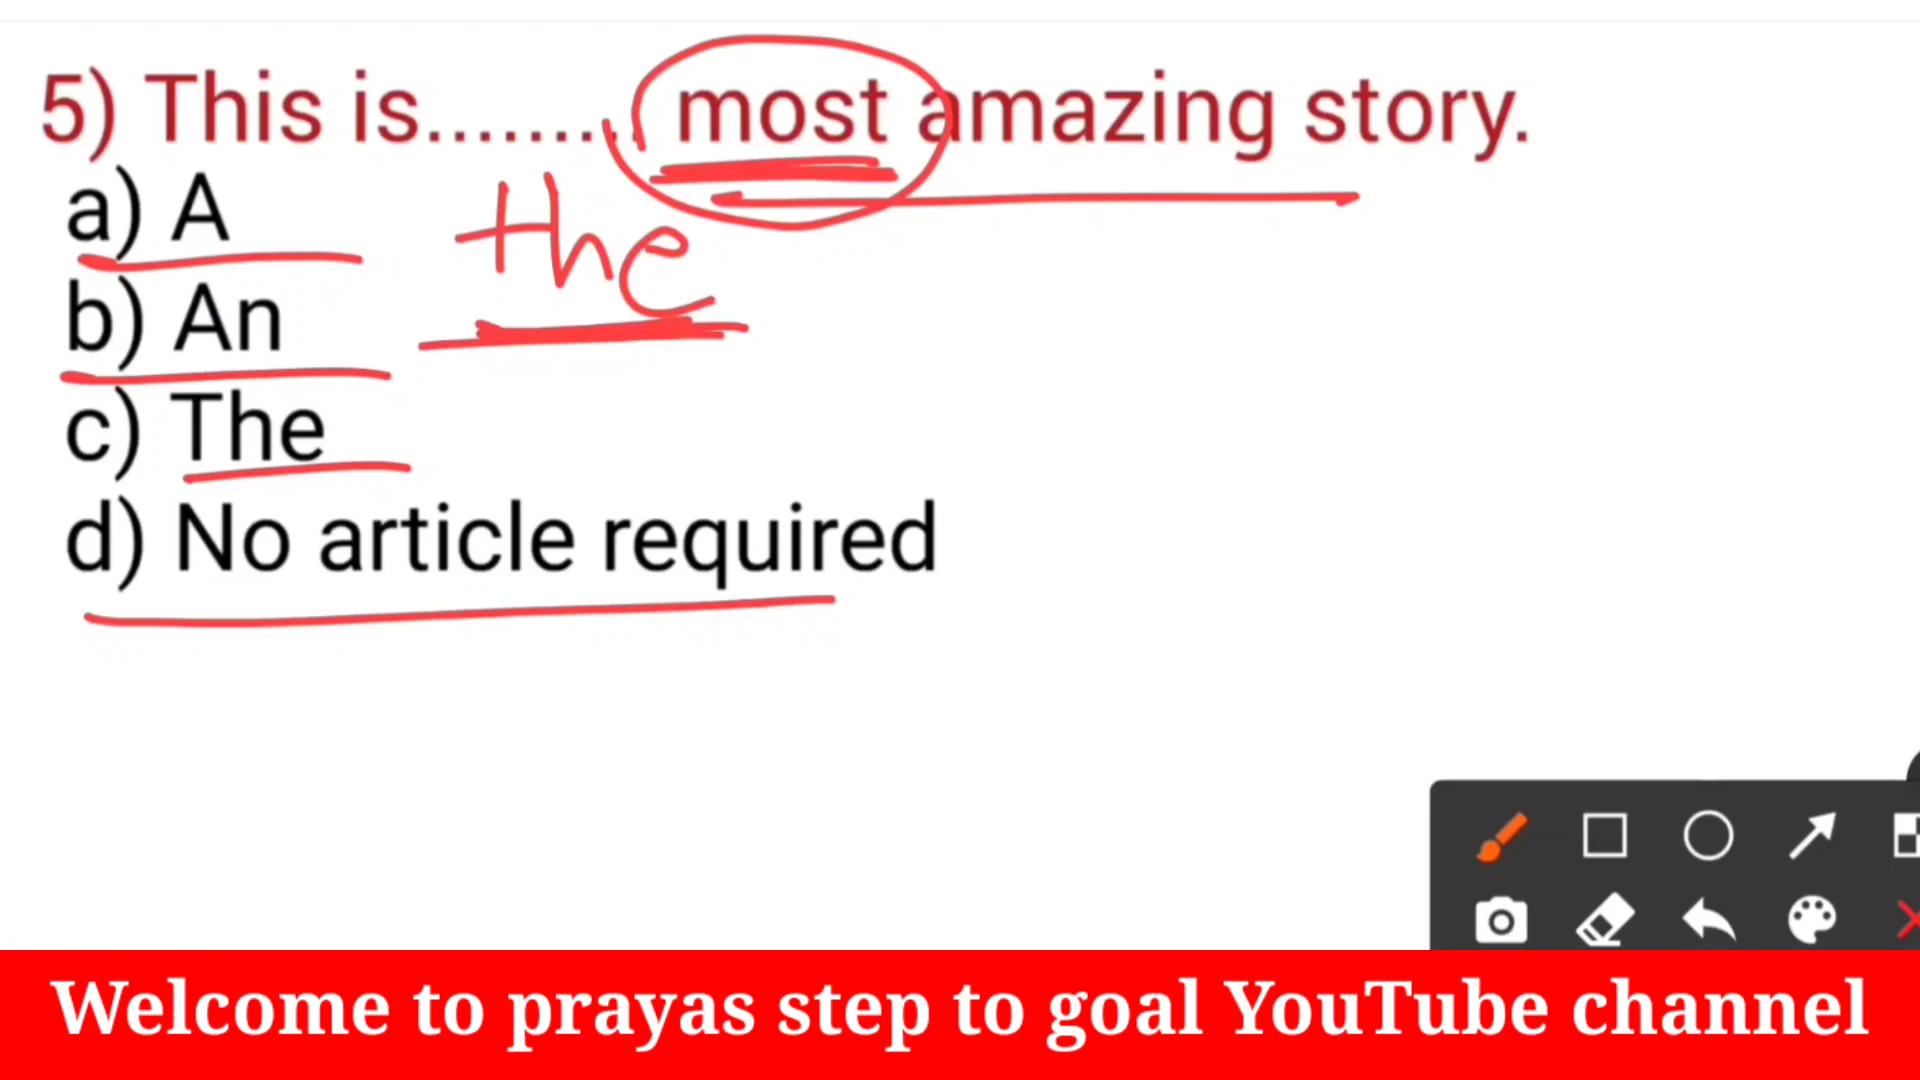 5) This is......... most amazing story.
a) A
the
b) An
c) The
d) No article required
Welcome to prayas step to goal YouTube channel